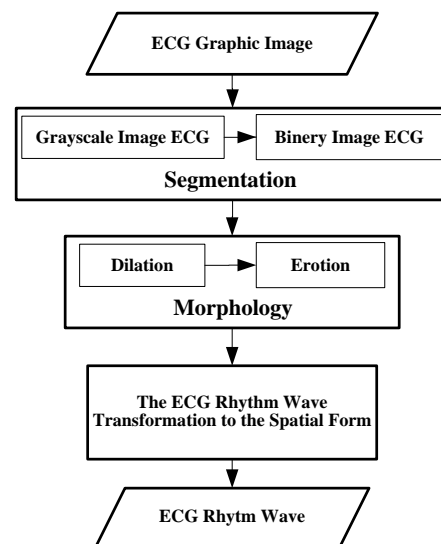 ECG Graphic Image
Grayscale Image ECG
Binery Image ECG
Segmentation
Dilation
Erotion
Morphology
The ECG Rhythm Wave
Transformation to the Spatial Form
ECG Rhytm Wave